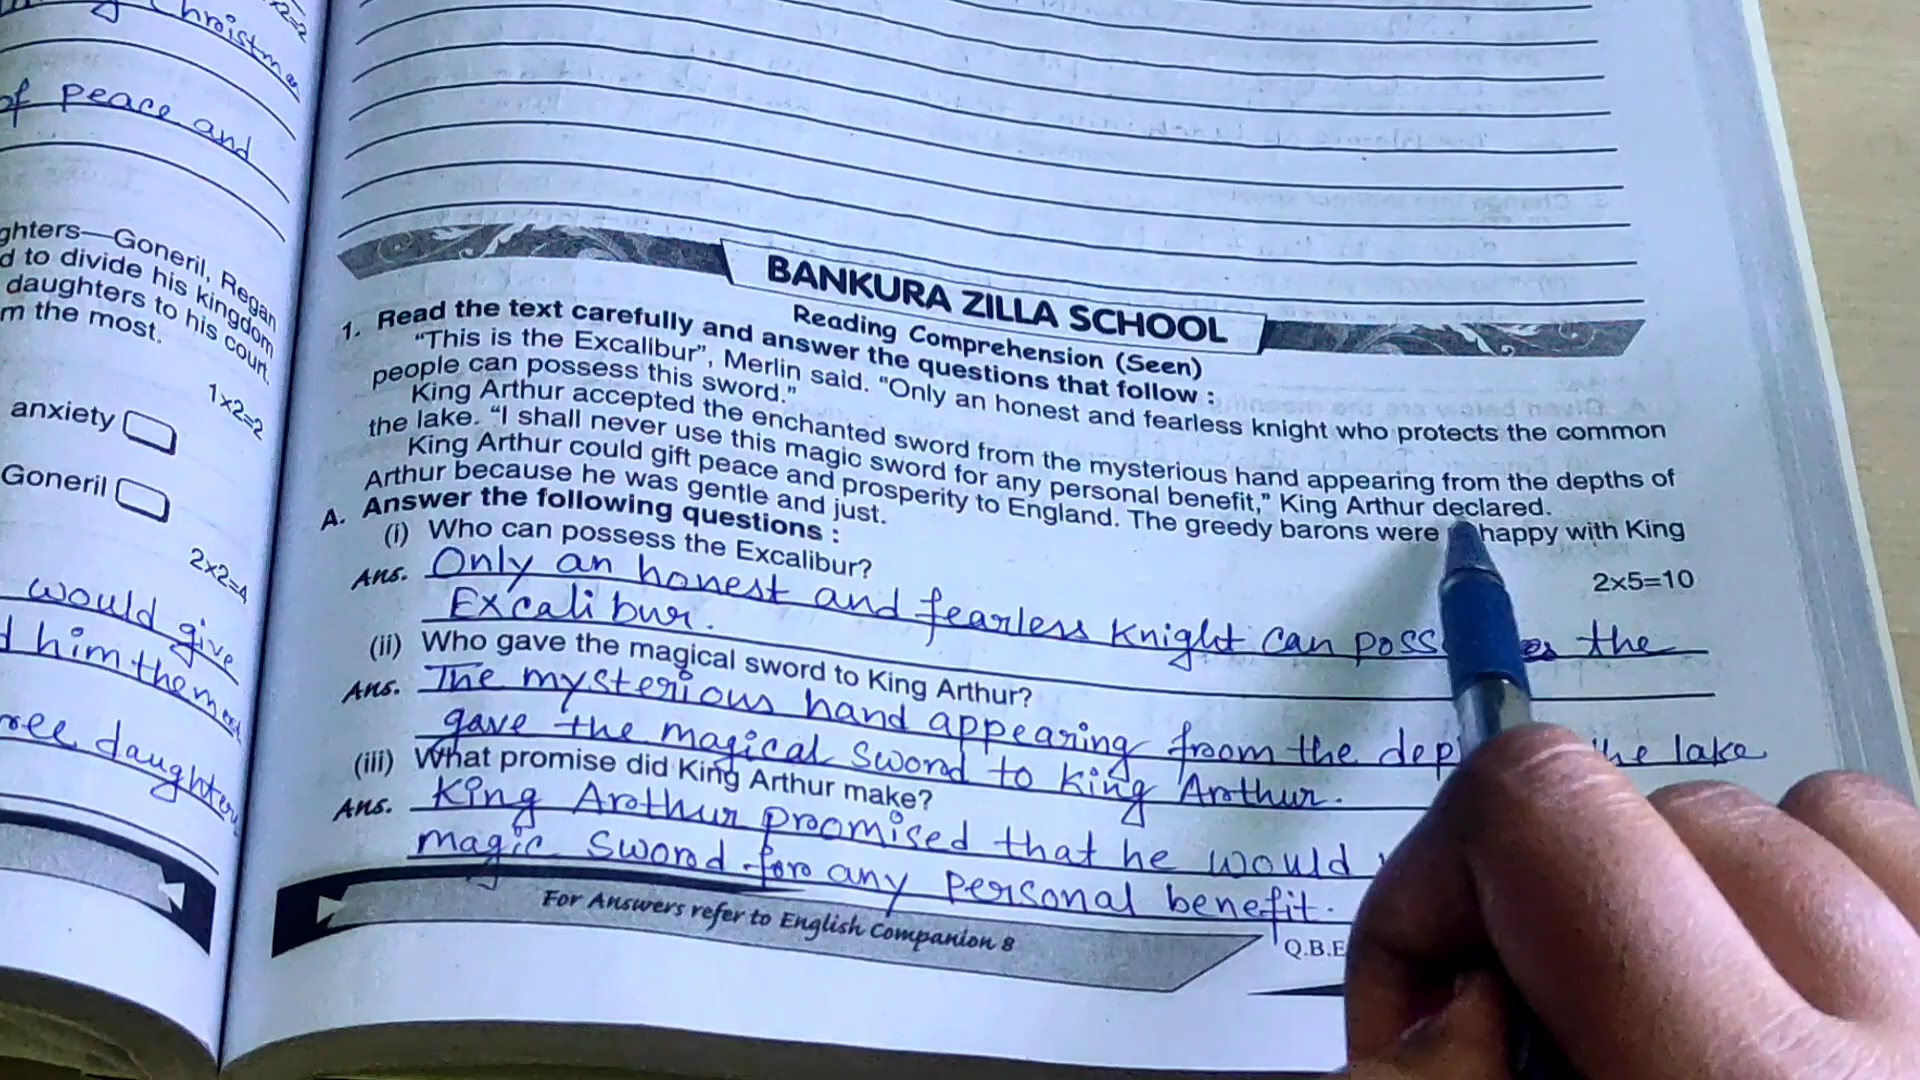 Christmas
x2=2
of peace and
ghters—Goneril, Regan
d to divide his kingdom
daughters to his court.
m the most.
1×2=2
anxiety
Goneril
2×2=4
would give
d him the most
ree daughters
BANKURA ZILLA SCHOOL
Reading Comprehension (Seen)
1. Read the text carefully and answer the questions that follow :
“This is the Excalibur”, Merlin said. “Only an honest and fearless knight who protects the common
people can possess this sword.”
King Arthur accepted the enchanted sword from the mysterious hand appearing from the depths of
the lake. “I shall never use this magic sword for any personal benefit,” King Arthur declared.
King Arthur could gift peace and prosperity to England. The greedy barons were happy with King
Arthur because he was gentle and just.
A. Answer the following questions :
2×5=10
(i) Who can possess the Excalibur?
Ans. Only an honest and fearless knight can poss the
Excalibur.
(ii) Who gave the magical sword to King Arthur?
Ans. The mysterious hand appearing from the dep the lake
gave the magical sword to King Arthur.
(iii) What promise did King Arthur make?
Ans. King Arthur promised that he would
magic sword for any personal benefit.
For Answers refer to English Companion 8
Q.B.E